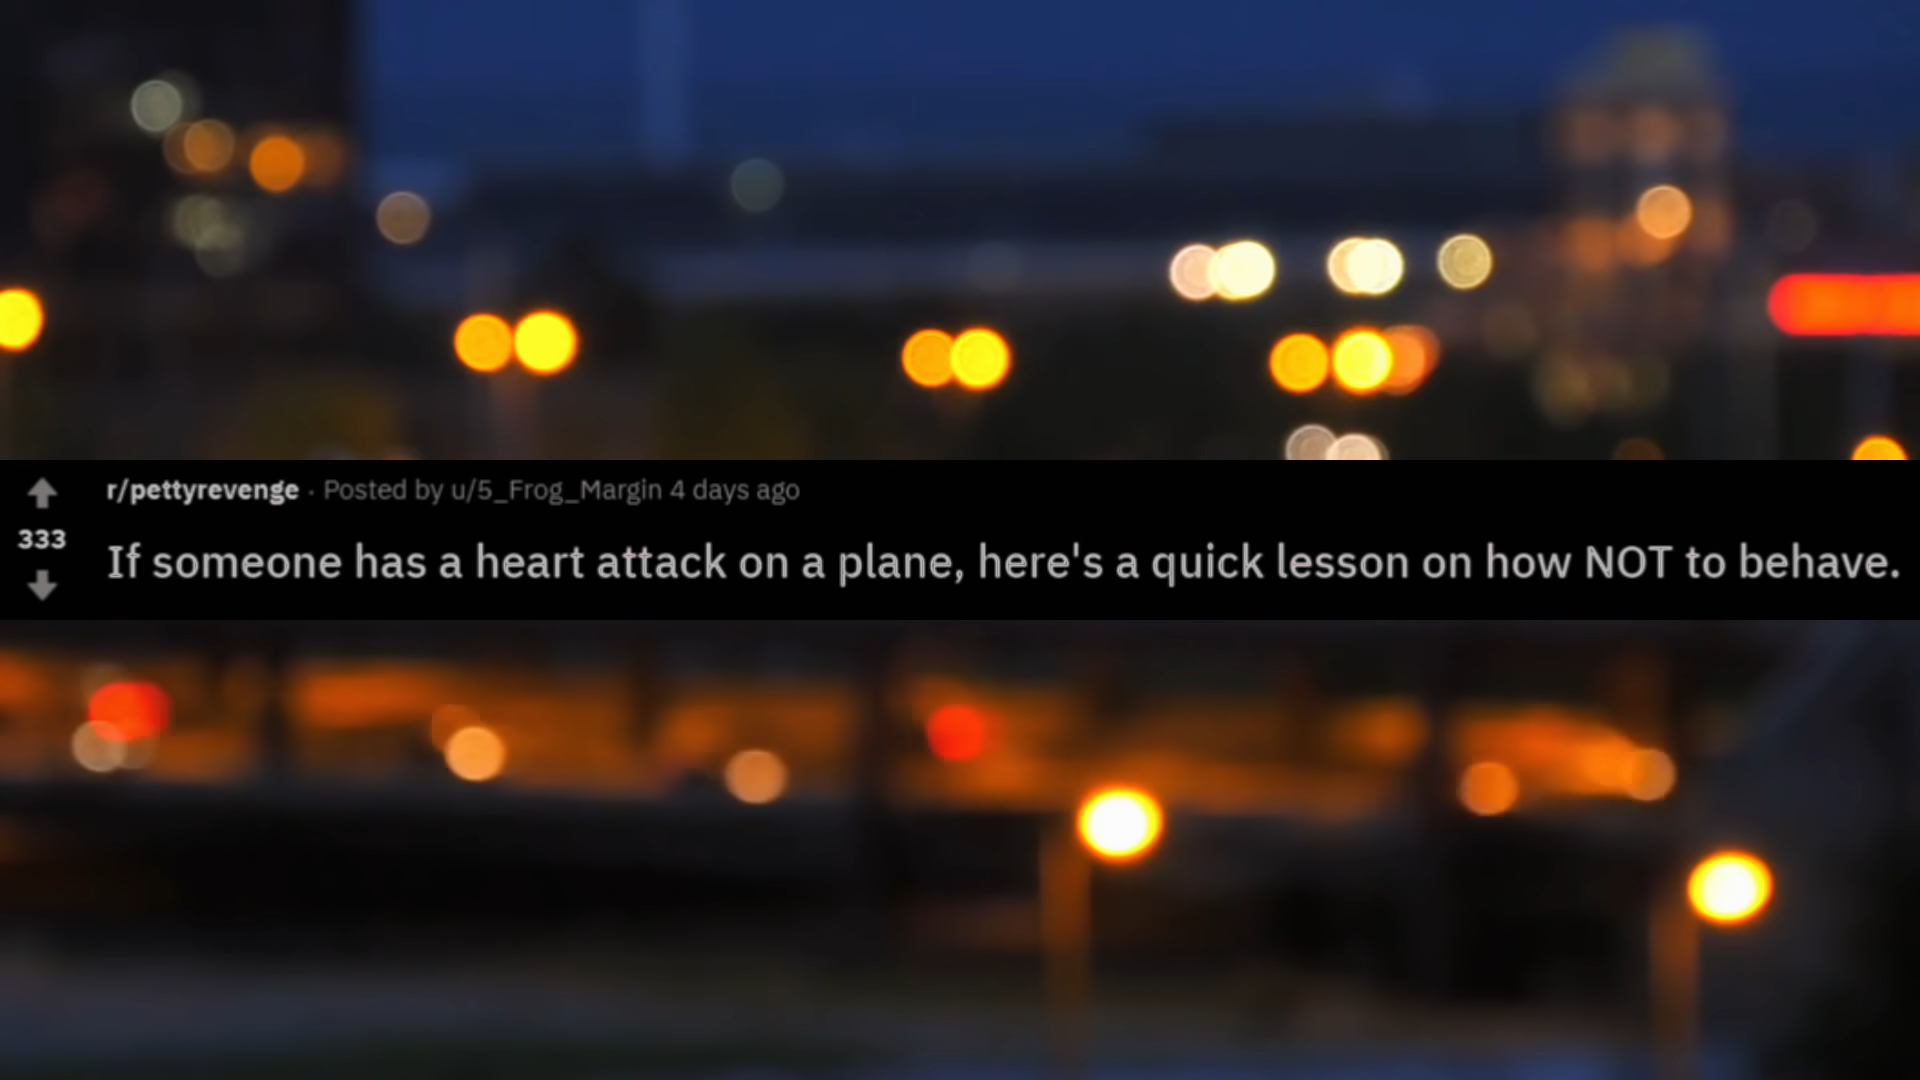 r/pettyrevenge · Posted by u/5_Frog_Margin 4 days ago
333
If someone has a heart attack on a plane, here's a quick lesson on how NOT to behave.